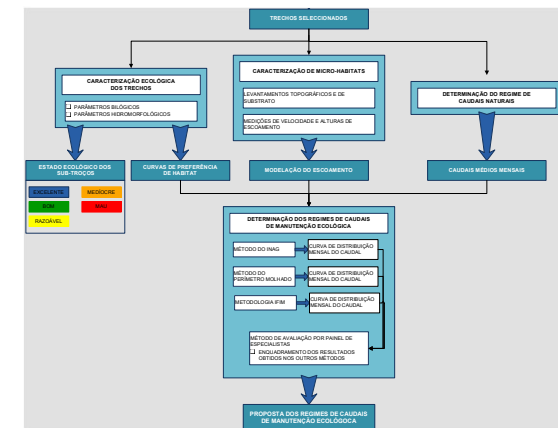 TRECHOS SELECCIONADOS
CARACTERIZAÇÃO ECOLÓGICA
DOS TRECHOS
PARÂMETROS BILÓGICOS
PARÂMETROS HIDROMORFOLÓGICOS
CARACTERIZAÇÃO DE MICRO-HABITATS
LEVANTAMENTOS TOPOGRÁFICOS E DE
SUBSTRATO
MEDIÇÕES DE VELOCIDADE E ALTURAS DE
ESCOAMENTO
DETERMINAÇÃO DO REGIME DE
CAUDAIS NATURAIS
ESTADO ECOLÓGICO DOS
SUB-TROÇOS
EXCELENTE
MEDÍOCRE
BOM
MAU
RAZOÁVEL
CURVAS DE PREFERÊNCIA
DE HABITAT
MODELAÇÃO DO ESCOAMENTO
CAUDAIS MÉDIOS MENSAIS
DETERMINAÇÃO DOS REGIMES DE CAUDAIS
DE MANUTENÇÃO ECOLÓGICA
MÉTODO DO INAG
CURVA DE DISTRIBUIÇÃO
MENSAL DO CAUDAL
MÉTODO DO
PERÍMETRO MOLHADO
CURVA DE DISTRIBUIÇÃO
MENSAL DO CAUDAL
METODOLOGIA IFIM
CURVA DE DISTRIBUIÇÃO
MENSAL DO CAUDAL
MÉTODO DE AVALIAÇÃO POR PAINEL DE
ESPECIALISTAS
ENQUADRAMENTO DOS RESULTADOS
OBTIDOS NOS OUTROS MÉTODOS
PROPOSTA DOS REGIMES DE CAUDAIS
DE MANUTENÇÃO ECOLÓGOCA